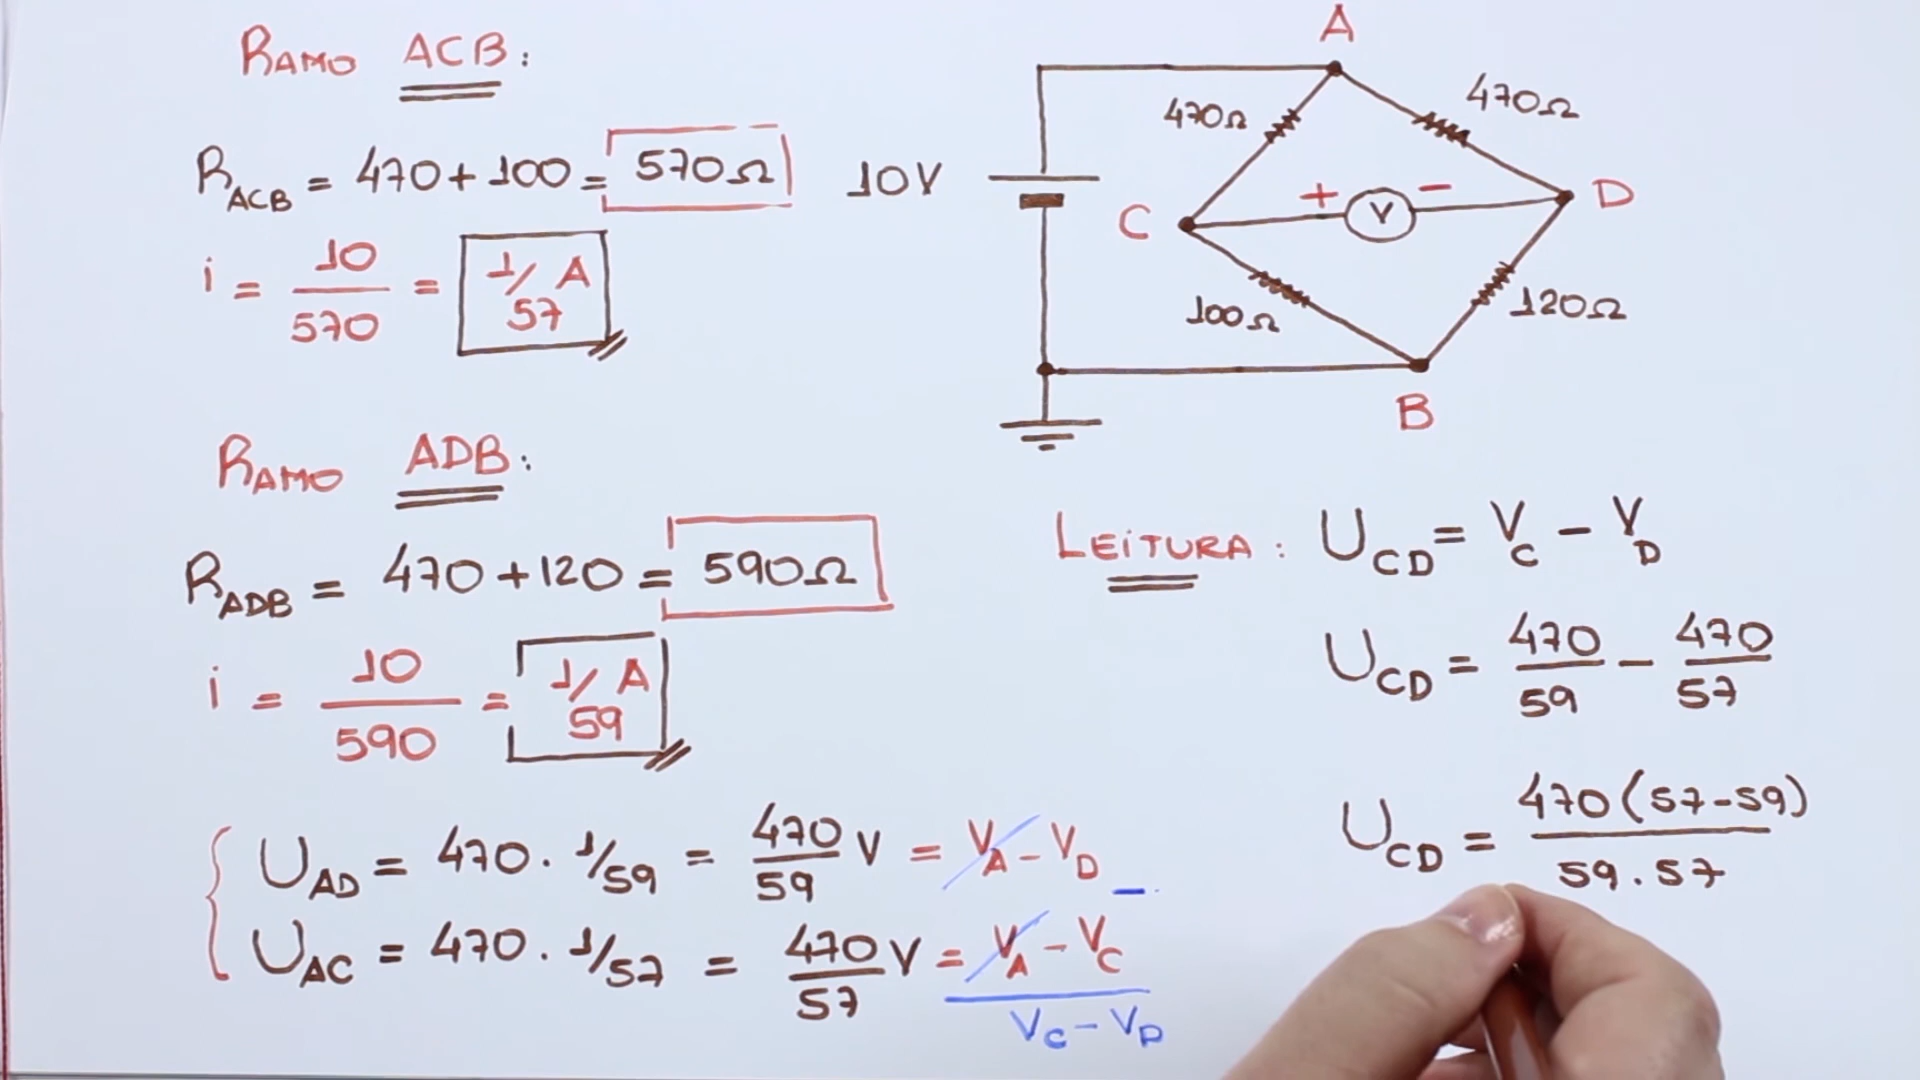 RAMO ACB:
R_ACB = 470 + 100 = 570Ω
i = 10/570 = 1/57 A
RAMO ADB:
R_ADB = 470 + 120 = 590Ω
i = 10/590 = 1/59 A
U_AD = 470 . 1/59 = 470/59 V = V_A - V_D
U_AC = 470 . 1/57 = 470/57 V = V_A - V_C
V_C - V_D
A
470Ω
470Ω
10V
+
-
C
V
D
100Ω
120Ω
B
LEITURA: U_CD = V_C - V_D
U_CD = 470/59 - 470/57
U_CD = 470(57-59)/59.57